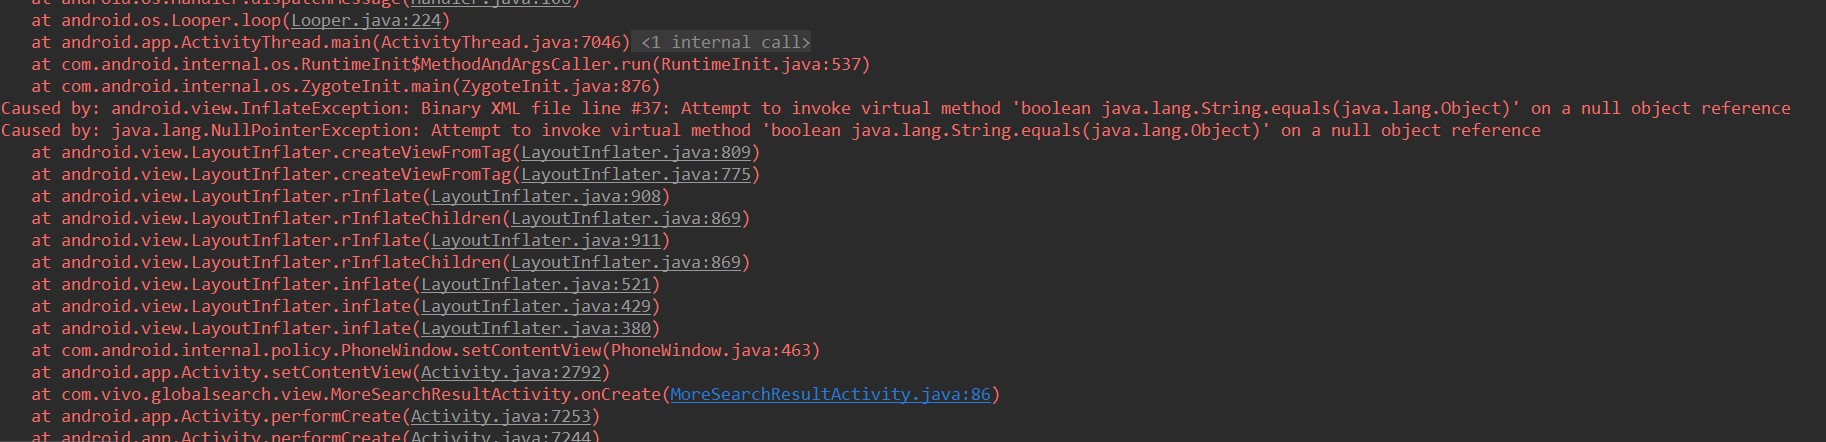 at android.os.Handler.dispatchMessage(Handler.java:106)
at android.os.Looper.loop(Looper.java:224)
at android.app.ActivityThread.main(ActivityThread.java:7046) <1 internal call>
at com.android.internal.os.RuntimeInit$MethodAndArgsCaller.run(RuntimeInit.java:537)
at com.android.internal.os.ZygoteInit.main(ZygoteInit.java:876)
Caused by: android.view.InflateException: Binary XML file line #37: Attempt to invoke virtual method 'boolean java.lang.String.equals(java.lang.Object)' on a null object reference
Caused by: java.lang.NullPointerException: Attempt to invoke virtual method 'boolean java.lang.String.equals(java.lang.Object)' on a null object reference
at android.view.LayoutInflater.createViewFromTag(LayoutInflater.java:809)
at android.view.LayoutInflater.createViewFromTag(LayoutInflater.java:775)
at android.view.LayoutInflater.rInflate(LayoutInflater.java:908)
at android.view.LayoutInflater.rInflateChildren(LayoutInflater.java:869)
at android.view.LayoutInflater.rInflate(LayoutInflater.java:911)
at android.view.LayoutInflater.rInflateChildren(LayoutInflater.java:869)
at android.view.LayoutInflater.inflate(LayoutInflater.java:521)
at android.view.LayoutInflater.inflate(LayoutInflater.java:429)
at android.view.LayoutInflater.inflate(LayoutInflater.java:380)
at com.android.internal.policy.PhoneWindow.setContentView(PhoneWindow.java:463)
at android.app.Activity.setContentView(Activity.java:2792)
at com.vivo.globalsearch.view.MoreSearchResultActivity.onCreate(MoreSearchResultActivity.java:86)
at android.app.Activity.performCreate(Activity.java:7253)
at android.app.Activity.performCreate(Activity.java:7244)